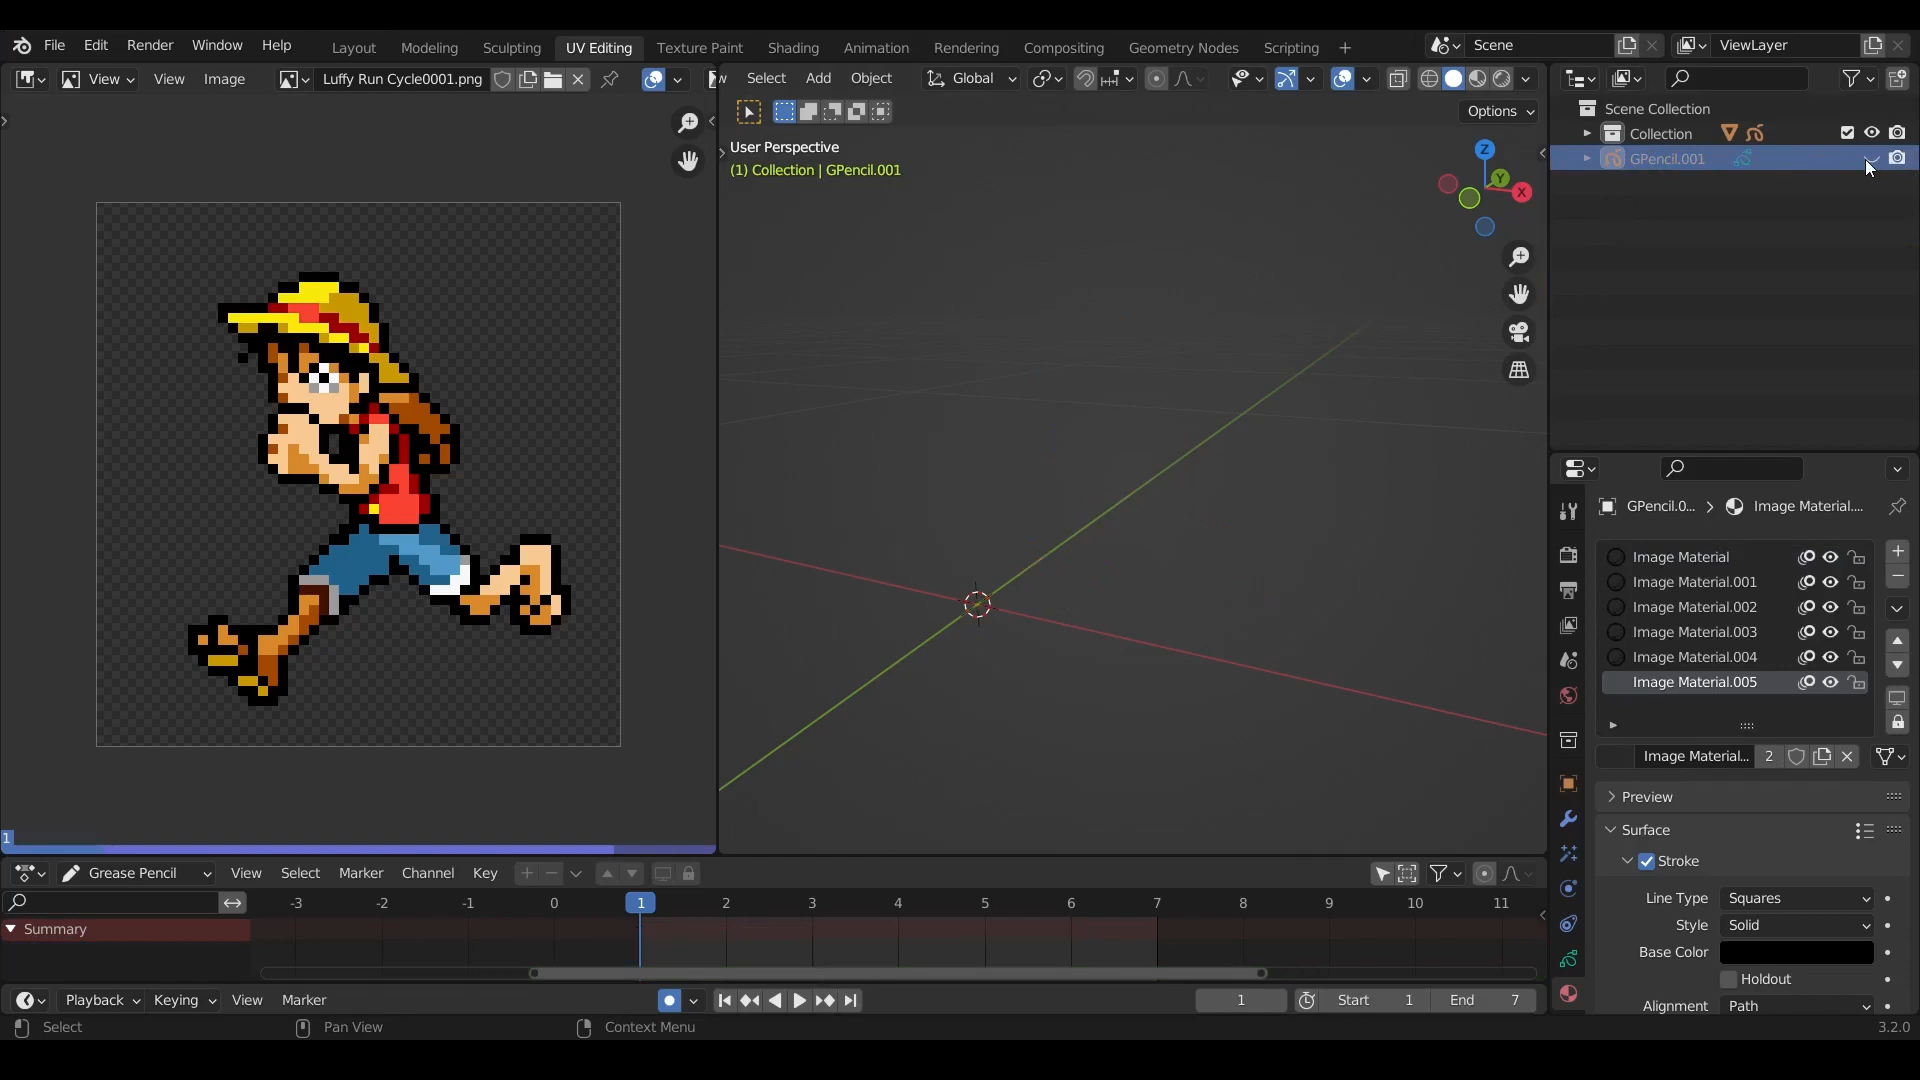 File Edit Render Window Help Layout Modeling Sculpting UV Editing Texture Paint Shading Animation Rendering Compositing Geometry Nodes Scripting + Scene ViewLayer
View View Image Luffy Run Cycle0001.png Select Add Object Global
Options
User Perspective
(1) Collection | GPencil.001
Z
Y
X
Scene Collection
Collection
GPencil.001
GPencil.0... Image Material....
Image Material
Image Material.001
Image Material.002
Image Material.003
Image Material.004
Image Material.005
Image Material... 2
Preview
Surface
Stroke
Line Type Squares
Style Solid
Base Color
Holdout
Alignment Path
1
Grease Pencil View Select Marker Channel Key
-3 -2 -1 0 1 2 3 4 5 6 7 8 9 10 11
Summary
Playback Keying View Marker 1 Start 1 End 7
Select Pan View Context Menu 3.2.0